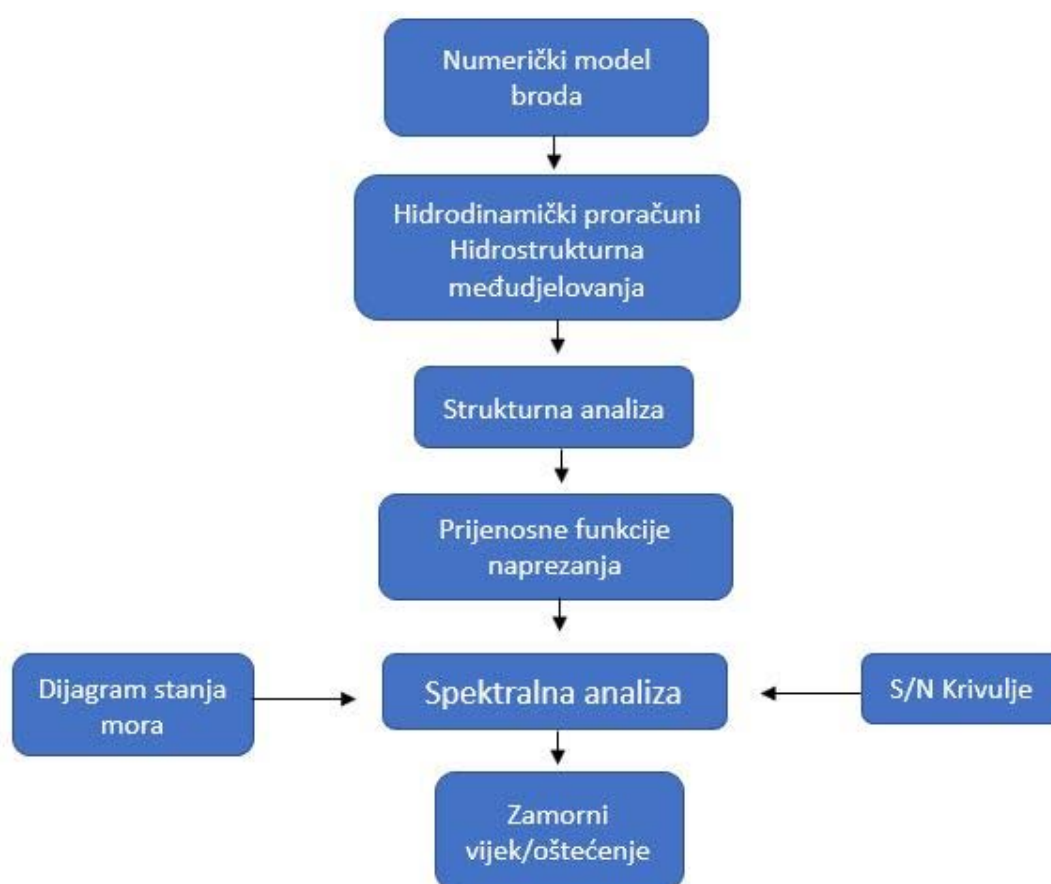 Numerički model
broda
Hidrodinamički proračuni
Hidrostrukturna
međudjelovanja
Strukturna analiza
Prijenosne funkcije
naprezanja
Dijagram stanja
mora
Spektralna analiza
S/N Krivulje
Zamorni
vijek/oštećenje